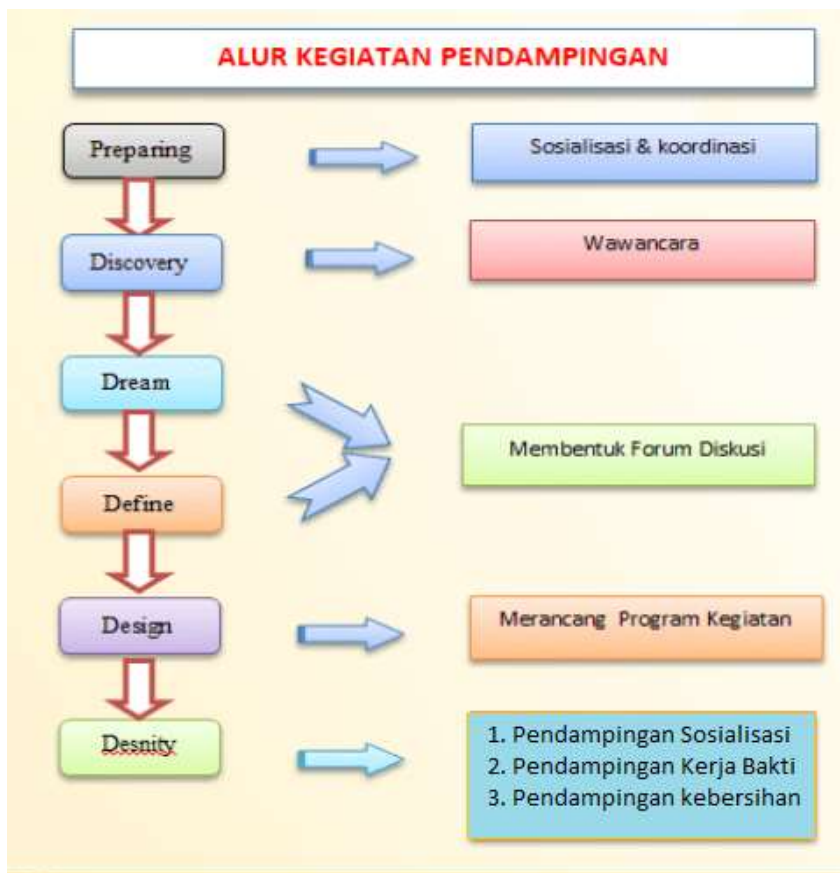 ALUR KEGIATAN PENDAMPINGAN
Preparing
Sosialisasi & koordinasi
Discovery
Wawancara
Dream
Membentuk Forum Diskusi
Define
Design
Merancang Program Kegiatan
Desnity
1. Pendampingan Sosialisasi
2. Pendampingan Kerja Bakti
3. Pendampingan kebersihan